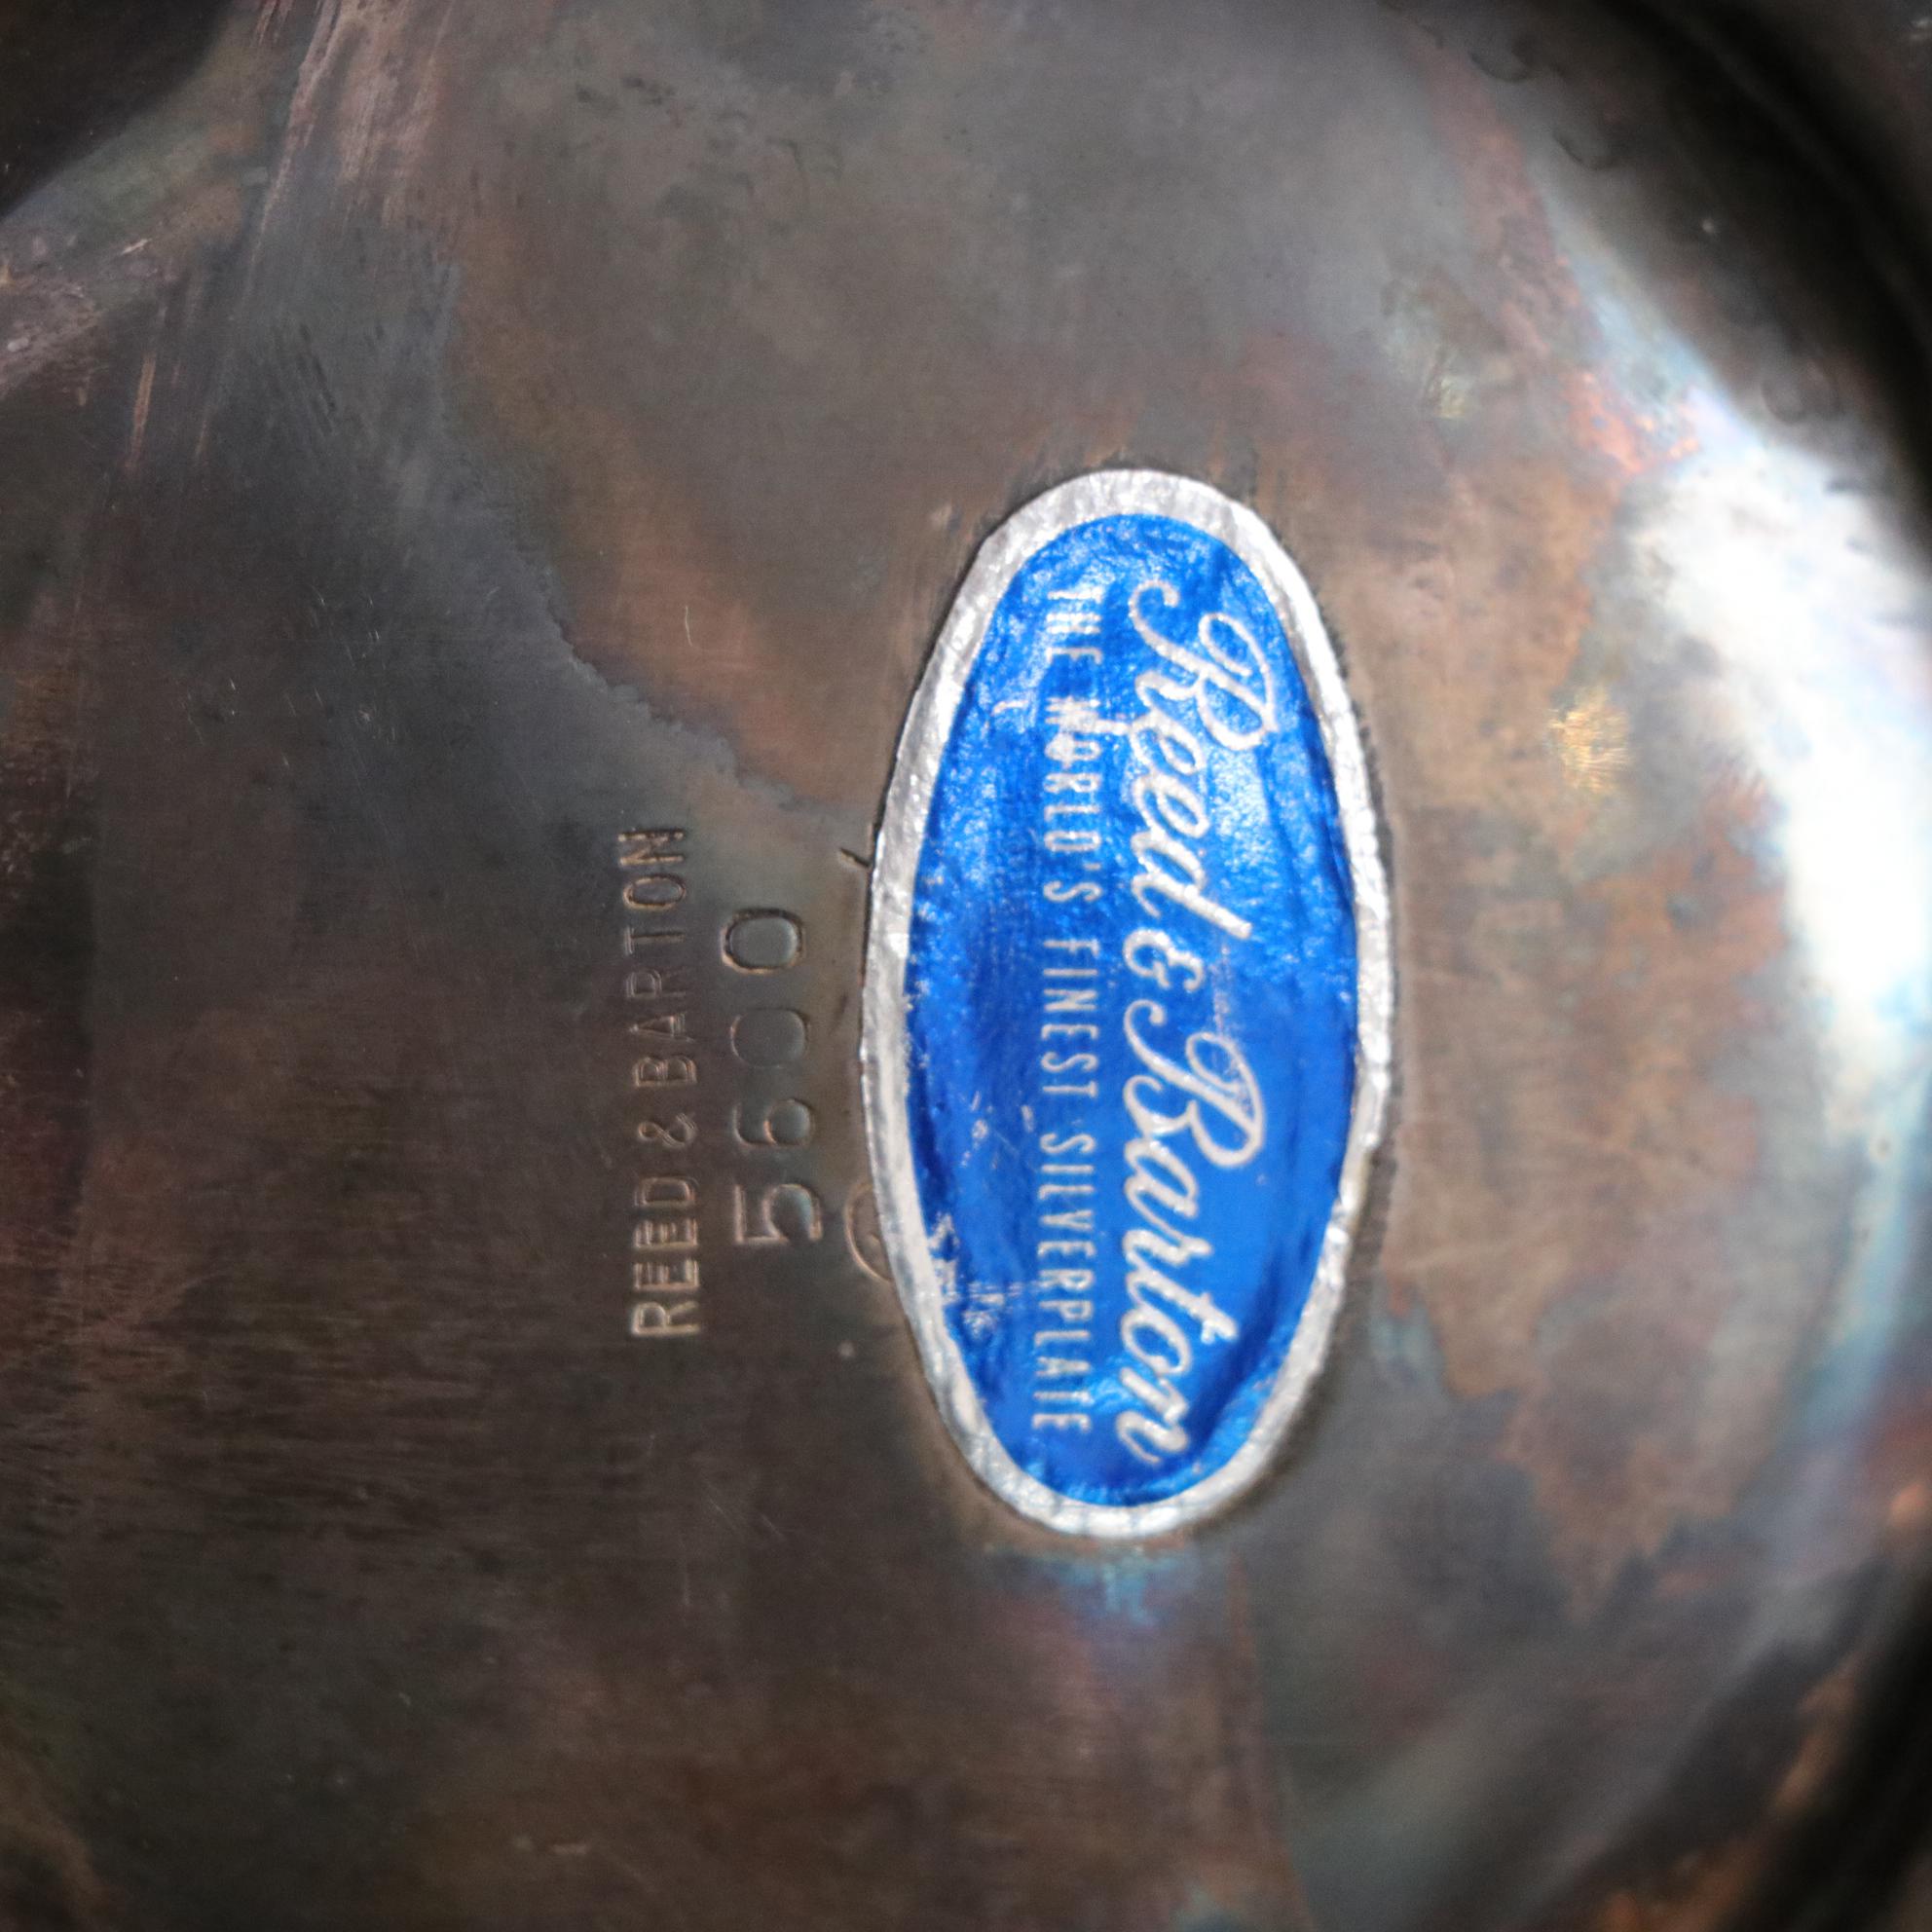 REED & BARTON
5600
Reed & Barton
THE WORLD'S FINEST SILVERPLATE